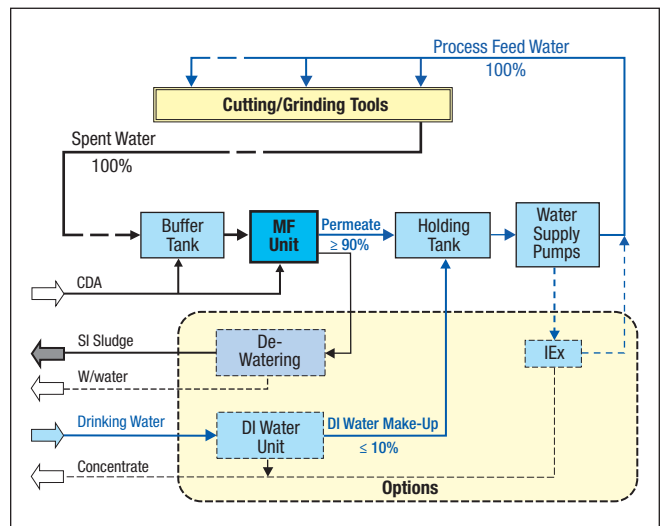 Process Feed Water
100%
Cutting/Grinding Tools
Spent Water
100%
Buffer
Tank
MF
Unit
Permeate
≥ 90%
Holding
Tank
Water
Supply
Pumps
CDA
SI Sludge
De-
Watering
IEx
W/water
Drinking Water
DI Water
Unit
DI Water Make-Up
≤ 10%
Concentrate
Options